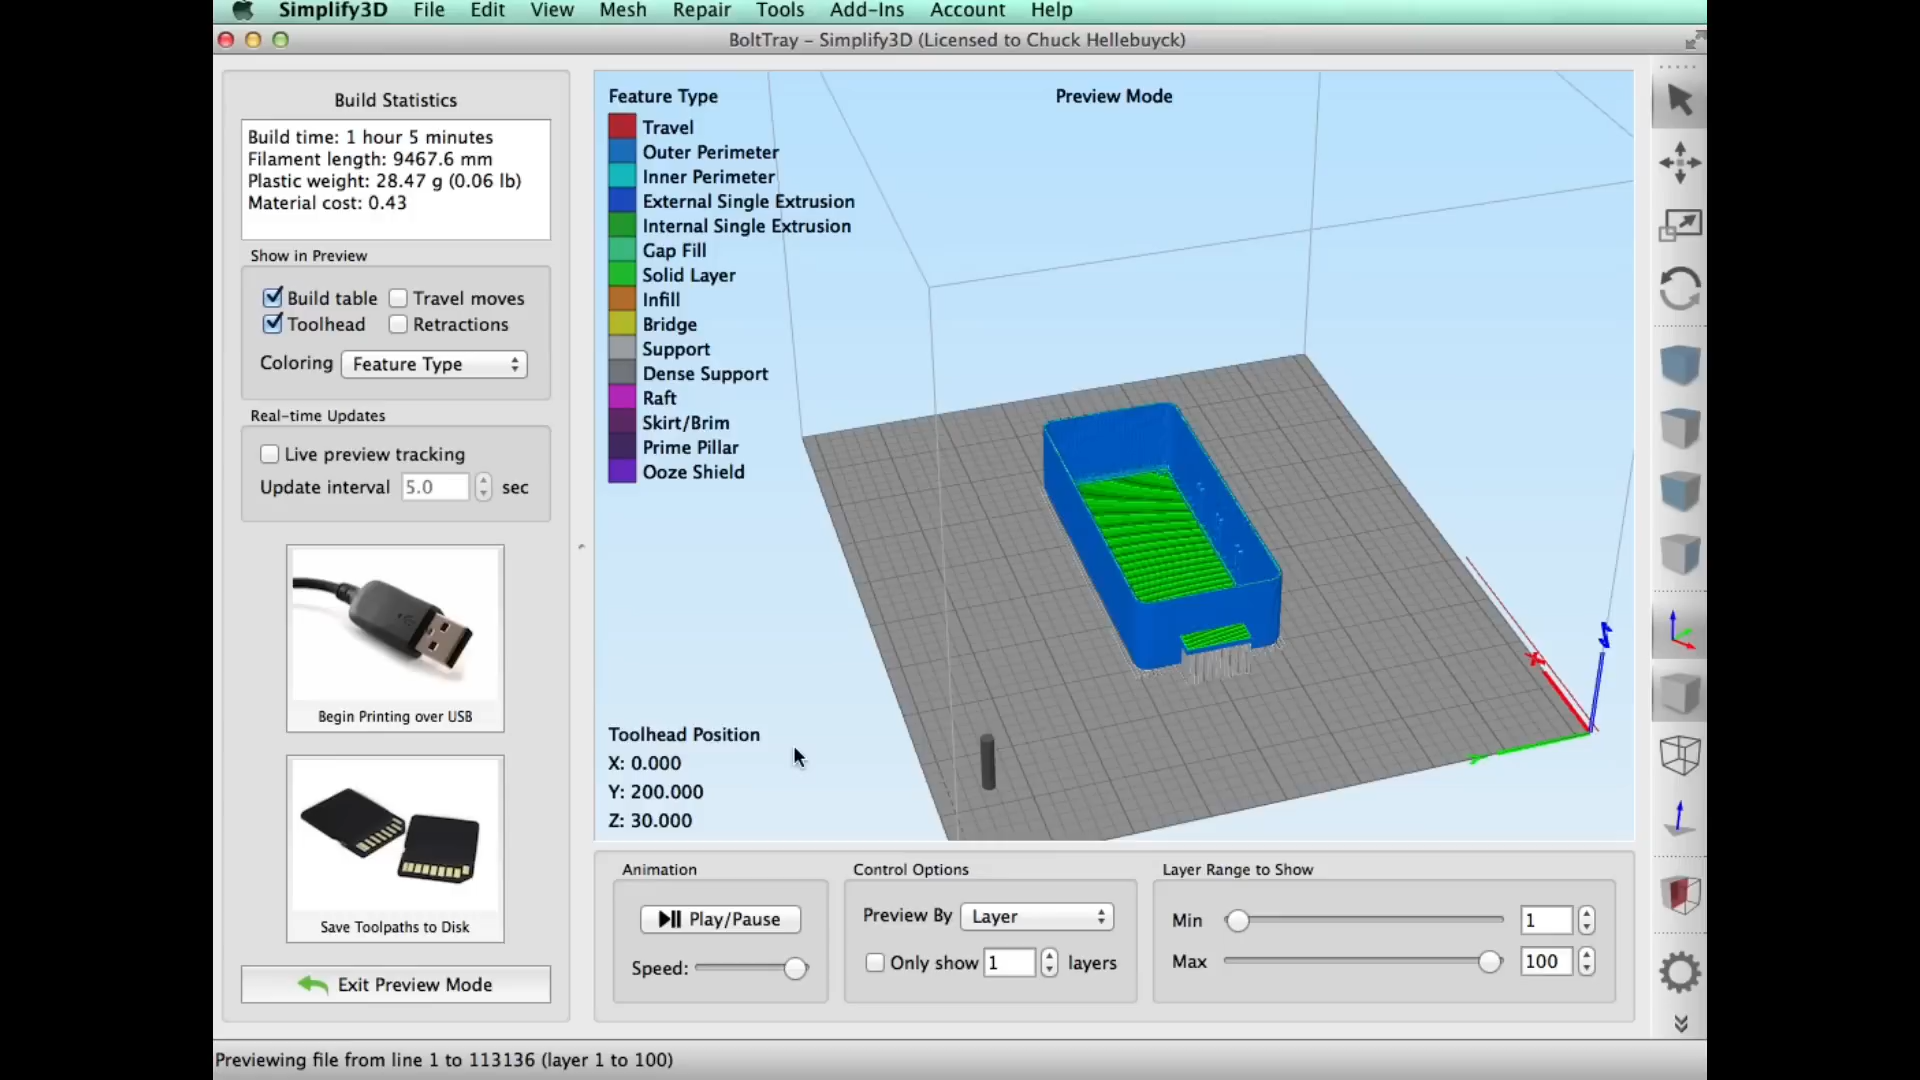 Simplify3D File Edit View Mesh Repair Tools Add-Ins Account Help
BoltTray – Simplify3D (Licensed to Chuck Hellebuyck)
Build Statistics
Build time: 1 hour 5 minutes
Filament length: 9467.6 mm
Plastic weight: 28.47 g (0.06 lb)
Material cost: 0.43
Show in Preview
Build table Travel moves
Toolhead Retractions
Coloring Feature Type
Real-time Updates
Live preview tracking
Update interval 5.0 sec
Begin Printing over USB
Save Toolpaths to Disk
Exit Preview Mode
Feature Type
Preview Mode
Travel
Outer Perimeter
Inner Perimeter
External Single Extrusion
Internal Single Extrusion
Gap Fill
Solid Layer
Infill
Bridge
Support
Dense Support
Raft
Skirt/Brim
Prime Pillar
Ooze Shield
Toolhead Position
X: 0.000
Y: 200.000
Z: 30.000
Animation
Play/Pause
Speed:
Control Options
Preview By Layer
Only show 1 layers
Layer Range to Show
Min 1
Max 100
Previewing file from line 1 to 113136 (layer 1 to 100)